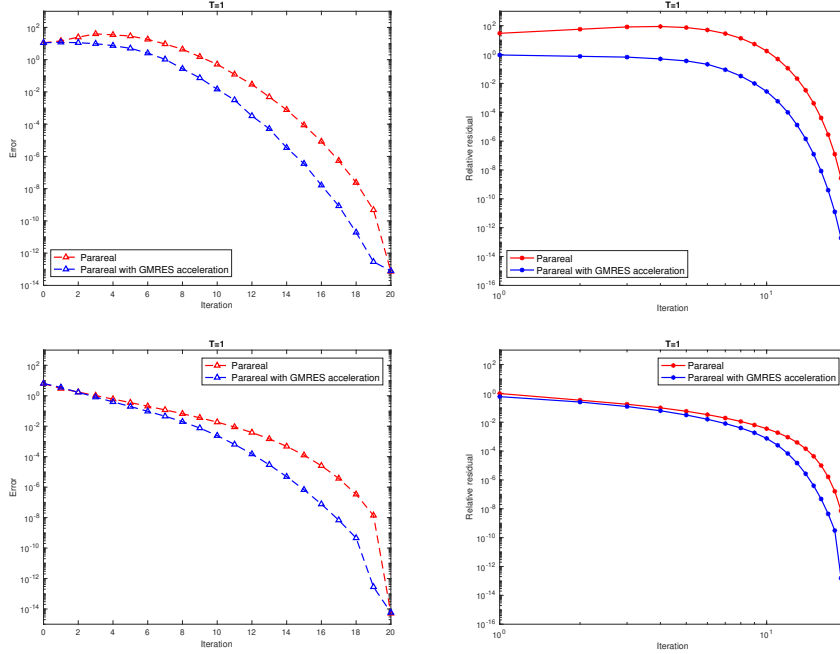 T=1
10^2
10^0
10^-2
10^-4
10^-6
10^-8
10^-10
10^-12
10^-14
Error
Parareal
Parareal with GMRES acceleration
0 2 4 6 8 10 12 14 16 18 20
Iteration
T=1
10^2
10^0
10^-2
10^-4
10^-6
10^-8
10^-10
10^-12
10^-14
10^-16
Relative residual
Parareal
Parareal with GMRES acceleration
10^0 10^1
Iteration
T=1
10^2
10^0
10^-2
10^-4
10^-6
10^-8
10^-10
10^-12
10^-14
Error
Parareal
Parareal with GMRES acceleration
0 2 4 6 8 10 12 14 16 18 20
Iteration
T=1
10^2
10^0
10^-2
10^-4
10^-6
10^-8
10^-10
10^-12
10^-14
10^-16
Relative residual
Parareal
Parareal with GMRES acceleration
10^0 10^1
Iteration